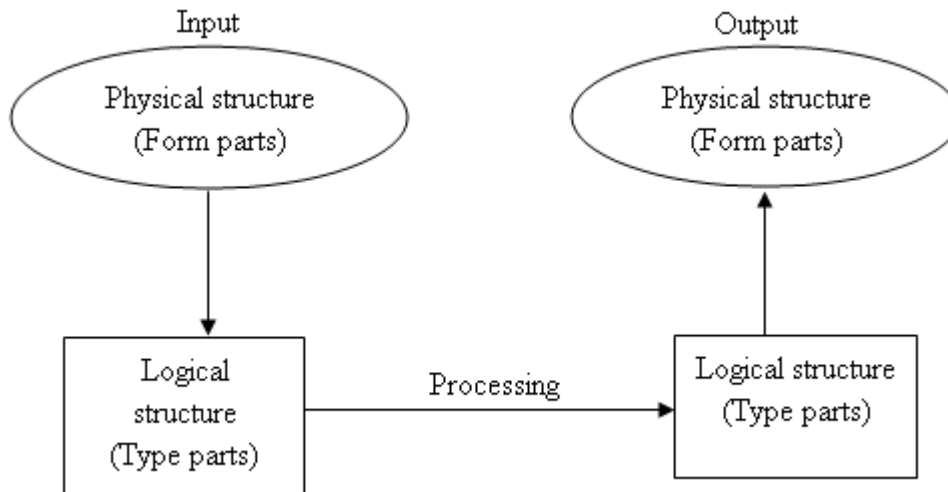 Input
Output
Physical structure
(Form parts)
Physical structure
(Form parts)
Logical
structure
(Type parts)
Processing
Logical structure
(Type parts)